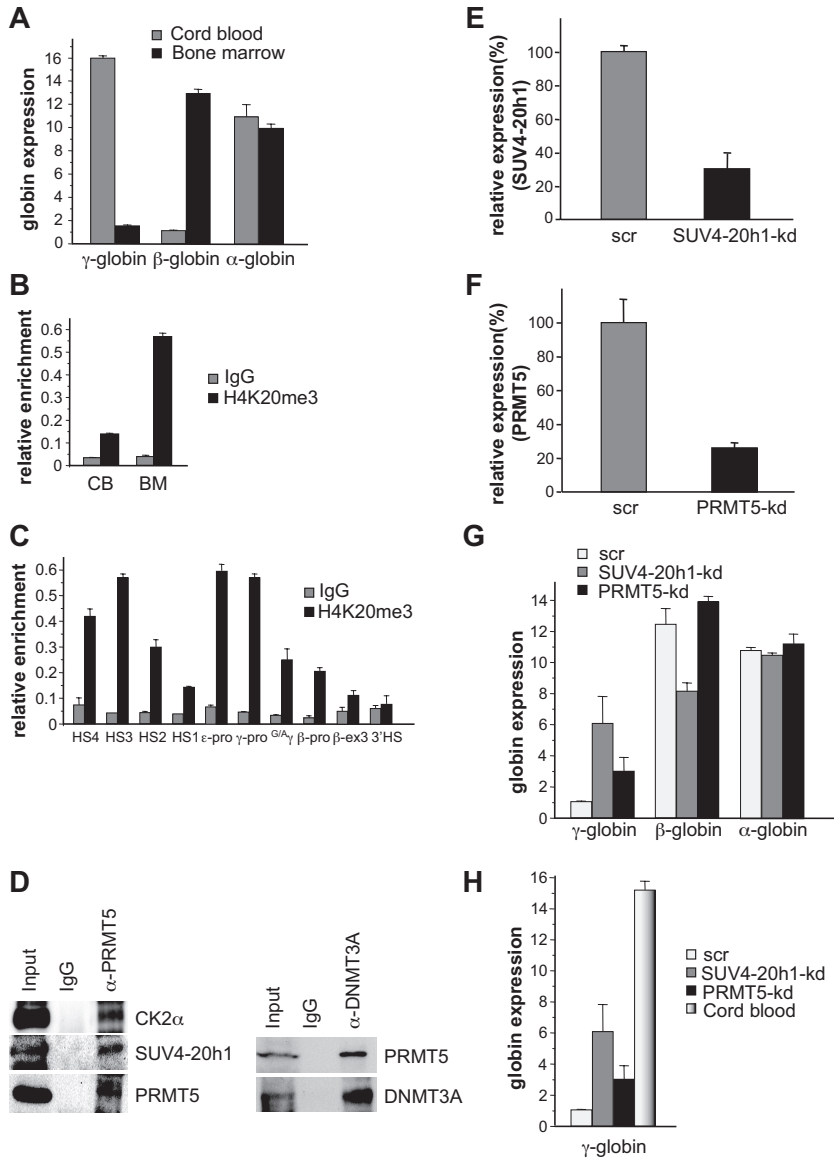 A
Cord blood
Bone marrow
globin expression
16
14
12
10
8
6
4
2
0
γ-globin β-globin α-globin
B
relative enrichment
0.6
0.5
0.4
0.3
0.2
0.1
0
IgG
H4K20me3
CB BM
C
relative enrichment
0.6
0.5
0.4
0.3
0.2
0.1
0
IgG
H4K20me3
HS4 HS3 HS2 HS1 ε-pro γ-pro G/Aγ β-pro β-ex3 3'HS
D
Input IgG α-PRMT5
CK2α
SUV4-20h1
PRMT5
Input IgG α-DNMT3A
PRMT5
DNMT3A
E
relative expression(%)
(SUV4-20h1)
100
80
60
40
20
0
scr SUV4-20h1-kd
F
relative expression(%)
(PRMT5)
100
80
60
40
20
0
scr PRMT5-kd
G
scr
SUV4-20h1-kd
PRMT5-kd
globin expression
14
12
10
8
6
4
2
0
γ-globin β-globin α-globin
H
globin expression
16
14
12
10
8
6
4
2
0
scr
SUV4-20h1-kd
PRMT5-kd
Cord blood
γ-globin